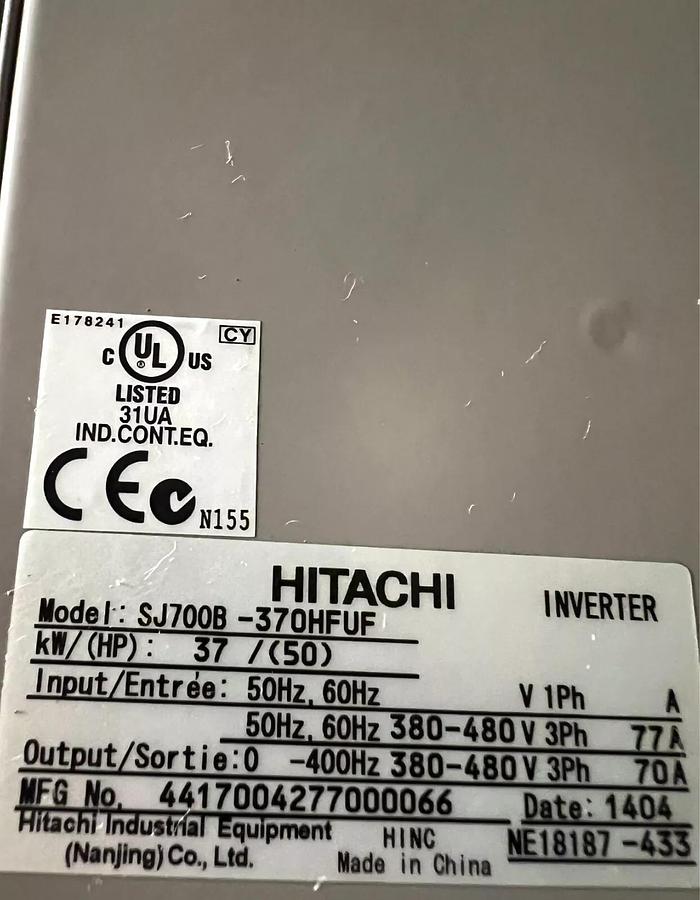 E178241
CY
C UL US
LISTED
31UA
IND.CONT.EQ.
CE
N155
HITACHI INVERTER
Model: SJ700B -370HFUF
kW/(HP): 37 /(50)
Input/Entrée: 50Hz, 60Hz V 1Ph A
50Hz, 60Hz 380-480V 3Ph 77A
Output/Sortie:0 -400Hz 380-480V 3Ph 70A
MFG No. 4417004277000066 Date: 1404
Hitachi Industrial Equipment HINC NE18187 -433
(Nanjing) Co., Ltd. Made in China